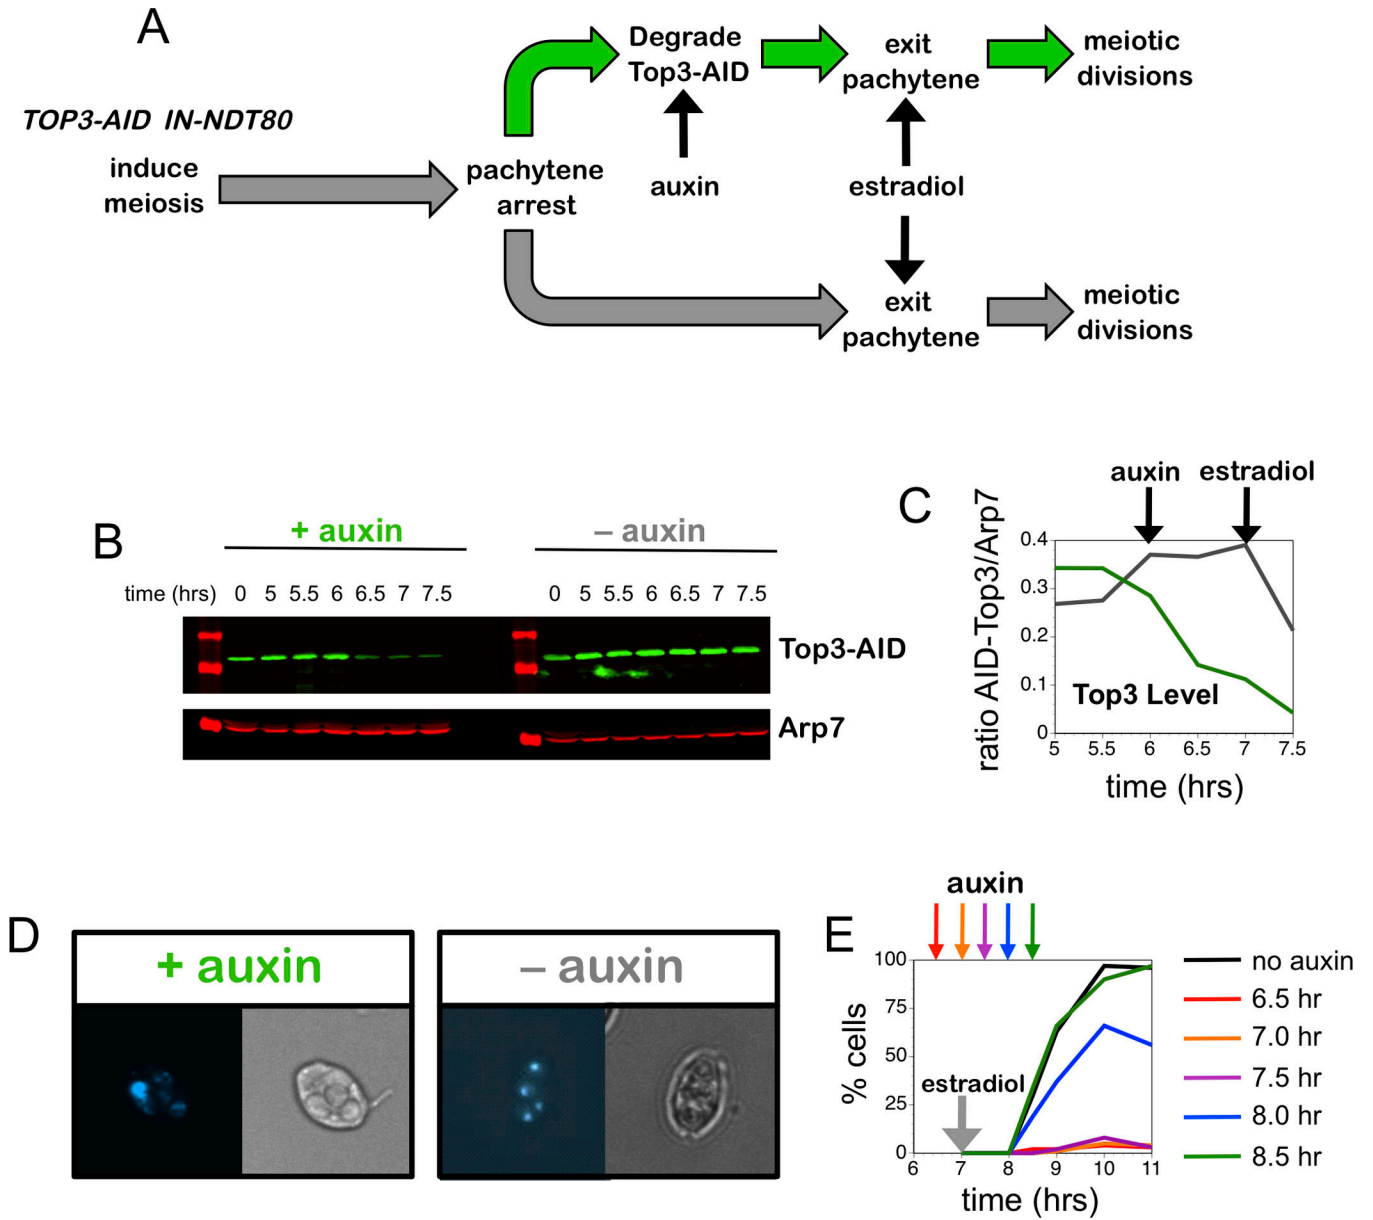 A
TOP3-AID IN-NDT80
induce
meiosis
pachytene
arrest
Degrade
Top3-AID
exit
pachytene
meiotic
divisions
auxin
estradiol
exit
pachytene
meiotic
divisions
B
+ auxin
– auxin
time (hrs) 0 5 5.5 6 6.5 7 7.5 0 5 5.5 6 6.5 7 7.5
Top3-AID
Arp7
C
auxin estradiol
ratio AID-Top3/Arp7
0.4
0.3
0.2
0.1
0
Top3 Level
5 5.5 6 6.5 7 7.5
time (hrs)
D
+ auxin
– auxin
E
auxin
% cells
100
75
50
25
0
estradiol
6 7 8 9 10 11
time (hrs)
no auxin
6.5 hr
7.0 hr
7.5 hr
8.0 hr
8.5 hr